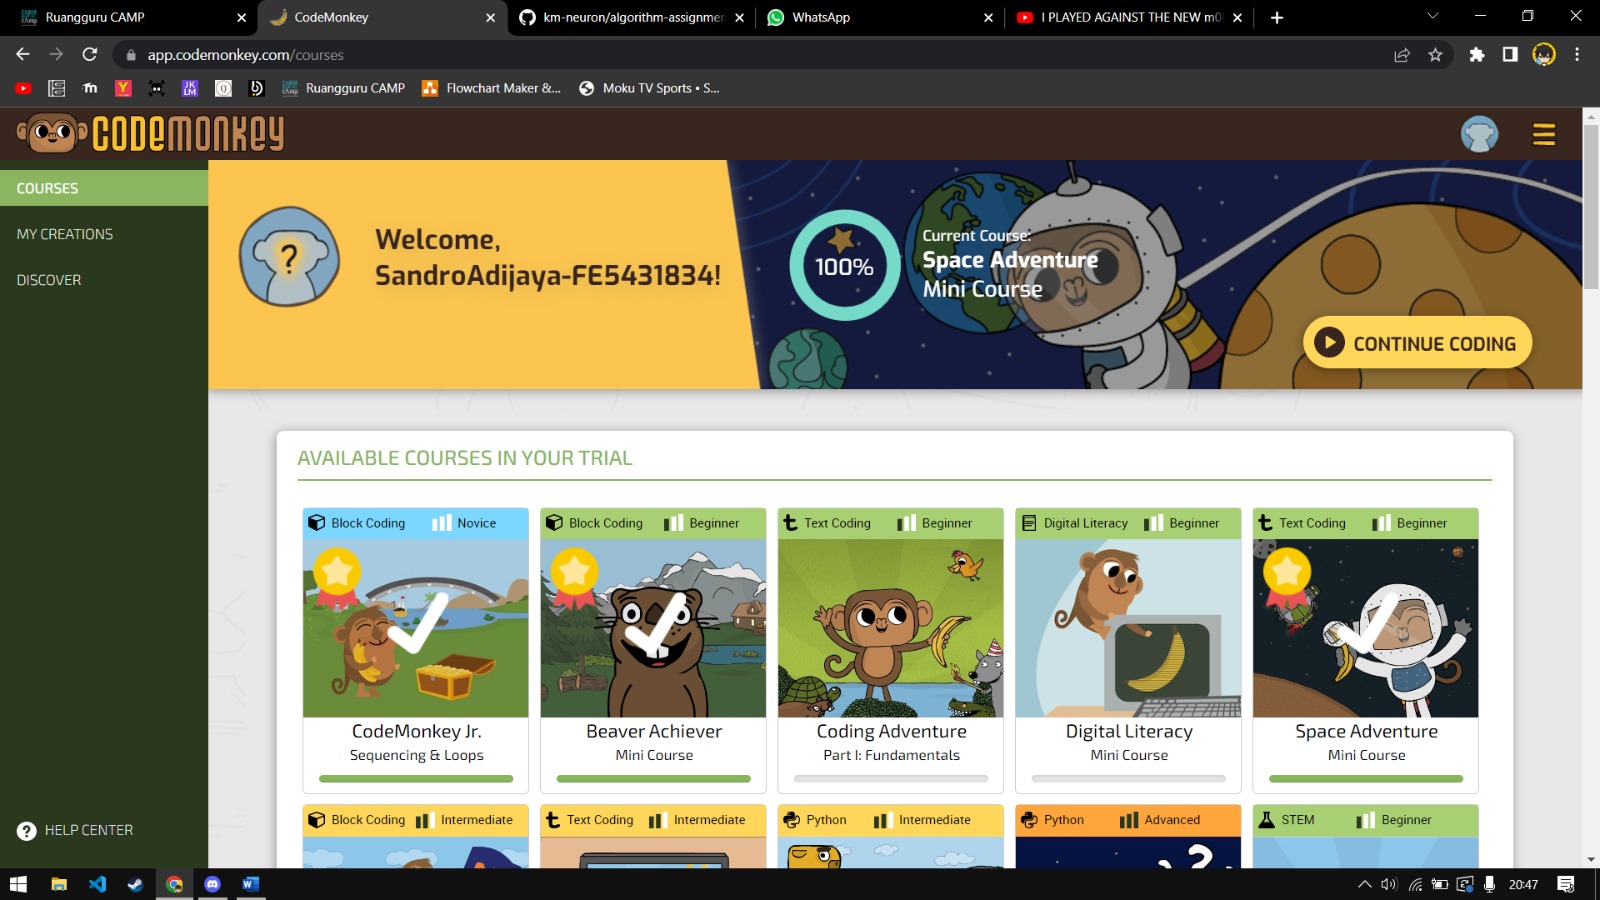 Ruangguru CAMP
CodeMonkey
km-neuron/algorithm-assignmen
WhatsApp
I PLAYED AGAINST THE NEW m0
app.codemonkey.com/courses
Ruangguru CAMP
Flowchart Maker &...
Moku TV Sports • S...
CODEMONKEY
COURSES
MY CREATIONS
DISCOVER
HELP CENTER
Welcome,
SandroAdijaya-FE5431834!
100%
Current Course:
Space Adventure
Mini Course
CONTINUE CODING
AVAILABLE COURSES IN YOUR TRIAL
Block Coding Novice
CodeMonkey Jr.
Sequencing & Loops
Block Coding Beginner
Beaver Achiever
Mini Course
Text Coding Beginner
Coding Adventure
Part I: Fundamentals
Digital Literacy Beginner
Digital Literacy
Mini Course
Text Coding Beginner
Space Adventure
Mini Course
Block Coding Intermediate
Text Coding Intermediate
Python Intermediate
Python Advanced
STEM Beginner
20:47